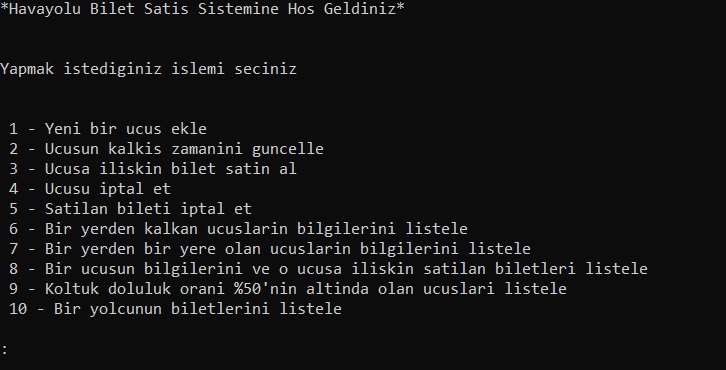 *Havayolu Bilet Satis Sistemine Hos Geldiniz*
Yapmak istediginiz islemi seciniz
1 - Yeni bir ucus ekle
2 - Ucusun kalkis zamanini guncelle
3 - Ucusa iliskin bilet satin al
4 - Ucusu iptal et
5 - Satilan bileti iptal et
6 - Bir yerden kalkan ucuslarin bilgilerini listele
7 - Bir yerden bir yere olan ucuslarin bilgilerini listele
8 - Bir ucusun bilgilerini ve o ucusa iliskin satilan biletleri listele
9 - Koltuk doluluk orani %50'nin altinda olan ucuslari listele
10 - Bir yolcunun biletlerini listele
: